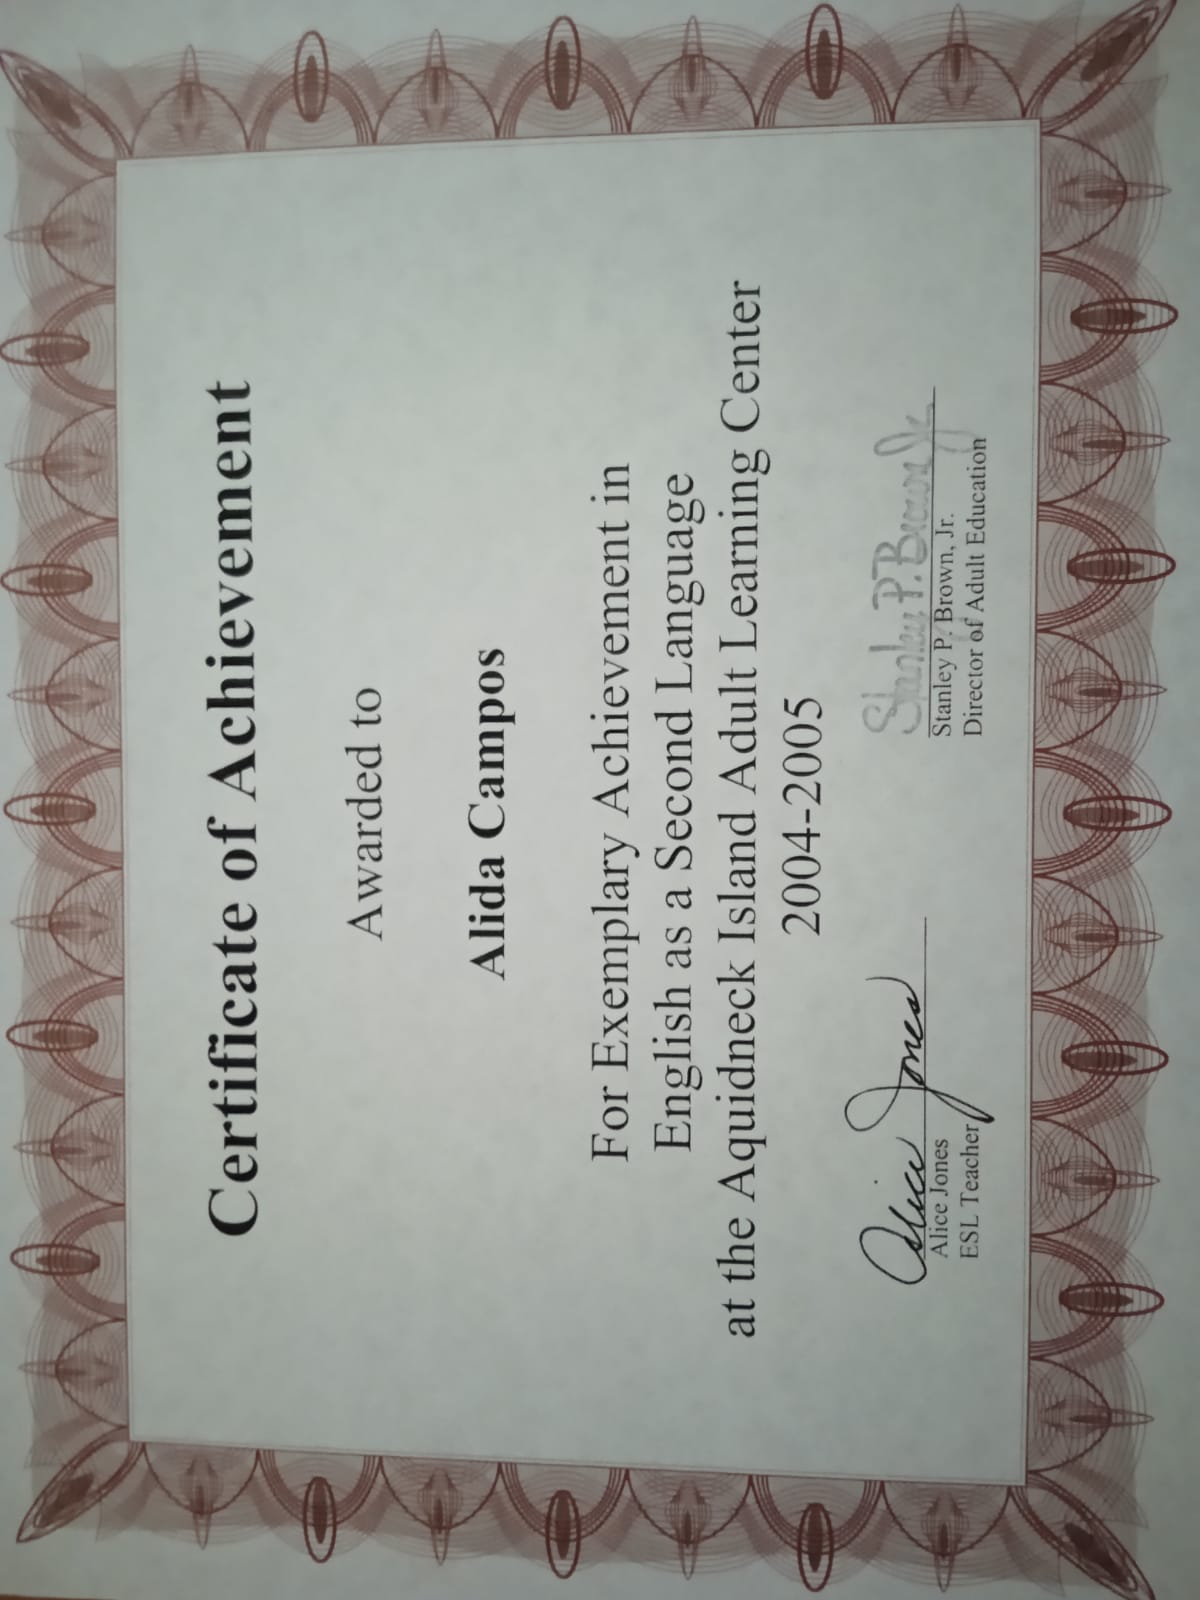 Certificate of Achievement
Awarded to
Alida Campos
For Exemplary Achievement in
English as a Second Language
at the Aquidneck Island Adult Learning Center
2004-2005
Alice Jones
Alice Jones
ESL Teacher
Stanley P. Brown Jr.
Stanley P. Brown, Jr.
Director of Adult Education